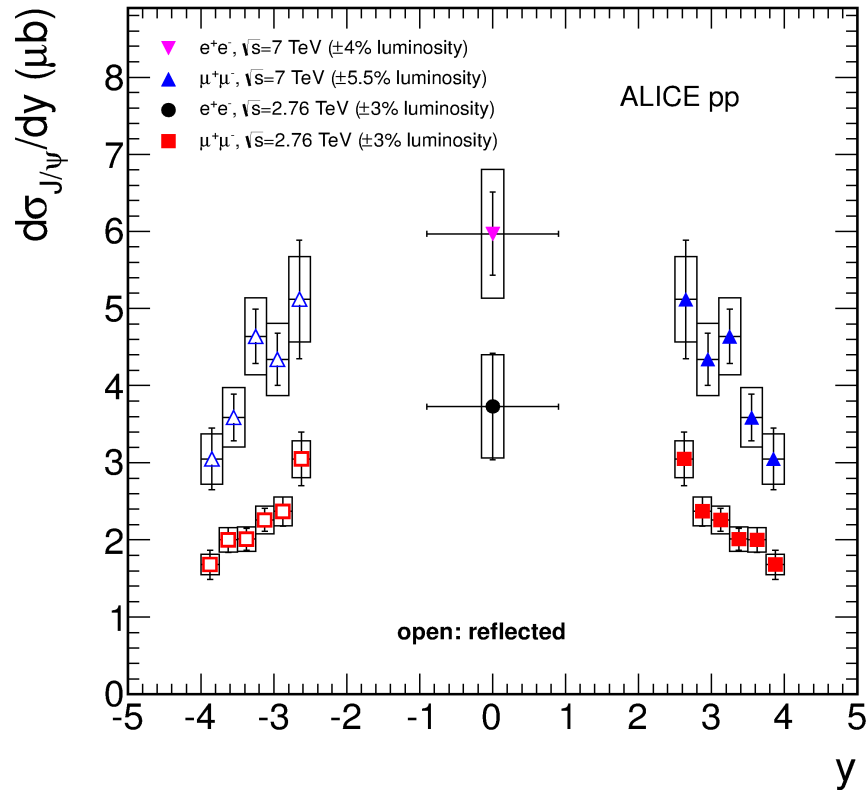 dσJ/ψ/dy (μb)
e⁺e⁻, √s=7 TeV (±4% luminosity)
μ⁺μ⁻, √s=7 TeV (±5.5% luminosity)
e⁺e⁻, √s=2.76 TeV (±3% luminosity)
μ⁺μ⁻, √s=2.76 TeV (±3% luminosity)
ALICE pp
8
7
6
5
4
3
2
1
0
open: reflected
-5 -4 -3 -2 -1 0 1 2 3 4 5
y